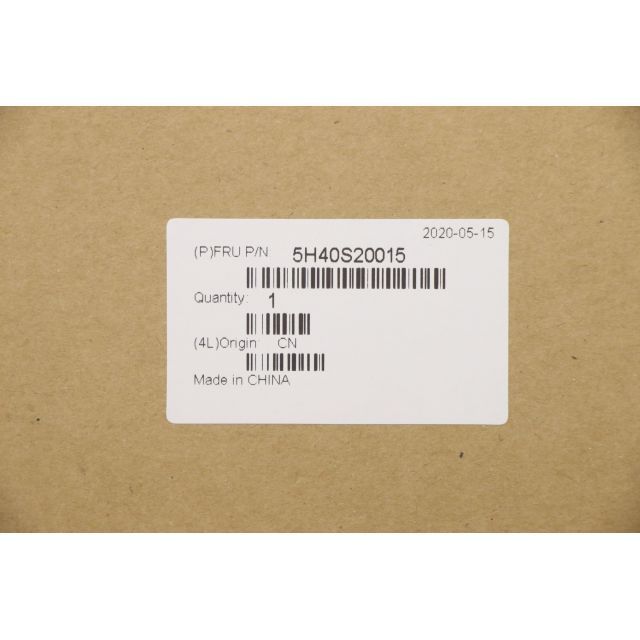 2020-05-15
(P)FRU P/N 5H40S20015
Quantity: 1
(4L)Origin: CN
Made in CHINA